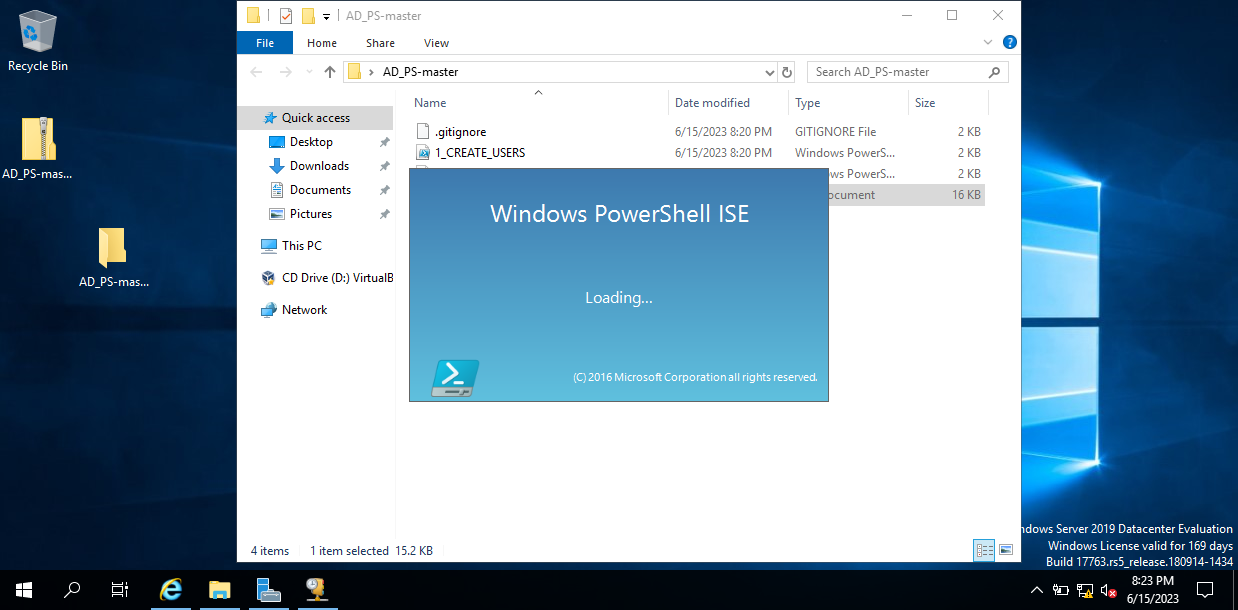 Recycle Bin
AD_PS-mas...
AD_PS-mas...
AD_PS-master
File Home Share View
AD_PS-master
Search AD_PS-master
Quick access
Desktop
Downloads
Documents
Pictures
This PC
CD Drive (D:) VirtualB
Network
Name Date modified Type Size
.gitignore 6/15/2023 8:20 PM GITIGNORE File 2 KB
1_CREATE_USERS 6/15/2023 8:20 PM Windows PowerS... 2 KB
ws PowerS... 2 KB
ocument 16 KB
Windows PowerShell ISE
Loading...
(C) 2016 Microsoft Corporation all rights reserved.
4 items 1 item selected 15.2 KB
ndows Server 2019 Datacenter Evaluation
Windows License valid for 169 days
Build 17763.rs5_release.180914-1434
8:23 PM
6/15/2023